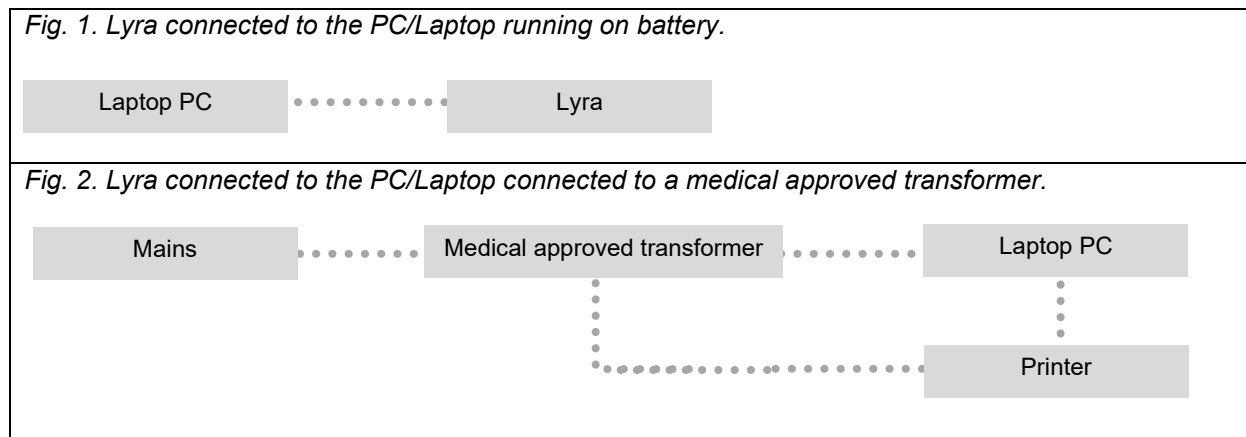 Fig. 1. Lyra connected to the PC/Laptop running on battery.
Laptop PC
Lyra
Fig. 2. Lyra connected to the PC/Laptop connected to a medical approved transformer.
Mains
Medical approved transformer
Laptop PC
Printer